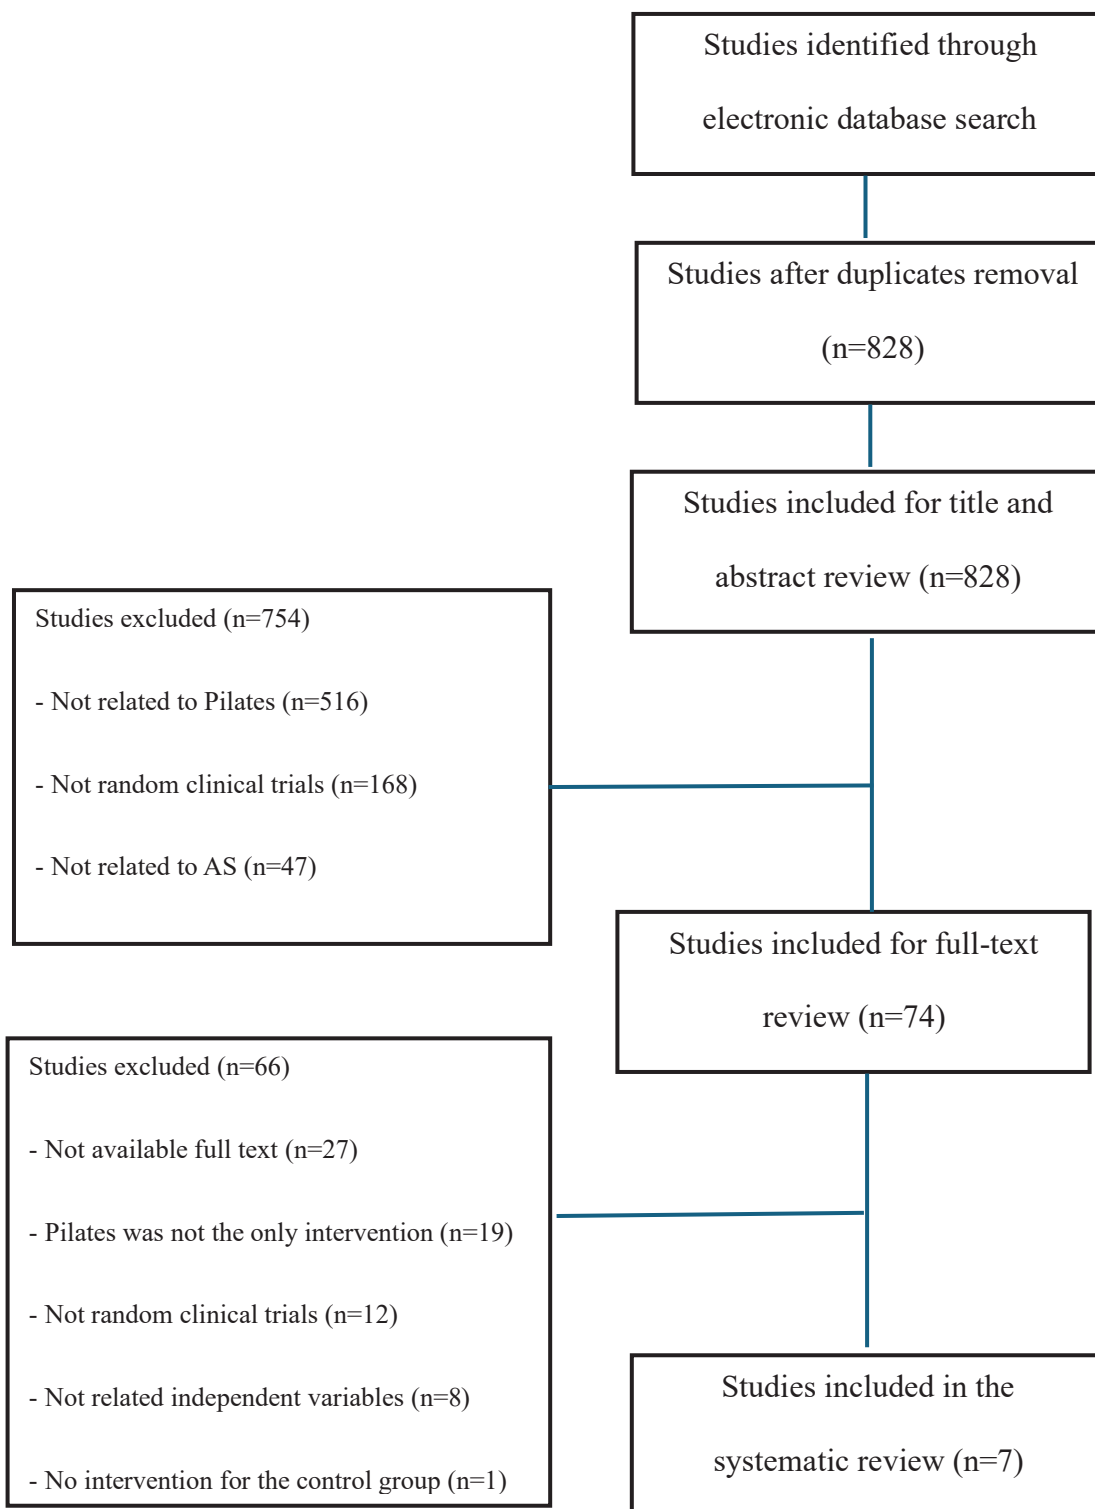 Studies identified through
electronic database search
Studies after duplicates removal
(n=828)
Studies included for title and
abstract review (n=828)
Studies excluded (n=754)
- Not related to Pilates (n=516)
- Not random clinical trials (n=168)
- Not related to AS (n=47)
Studies included for full-text
review (n=74)
Studies excluded (n=66)
- Not available full text (n=27)
- Pilates was not the only intervention (n=19)
- Not random clinical trials (n=12)
- Not related independent variables (n=8)
- No intervention for the control group (n=1)
Studies included in the
systematic review (n=7)